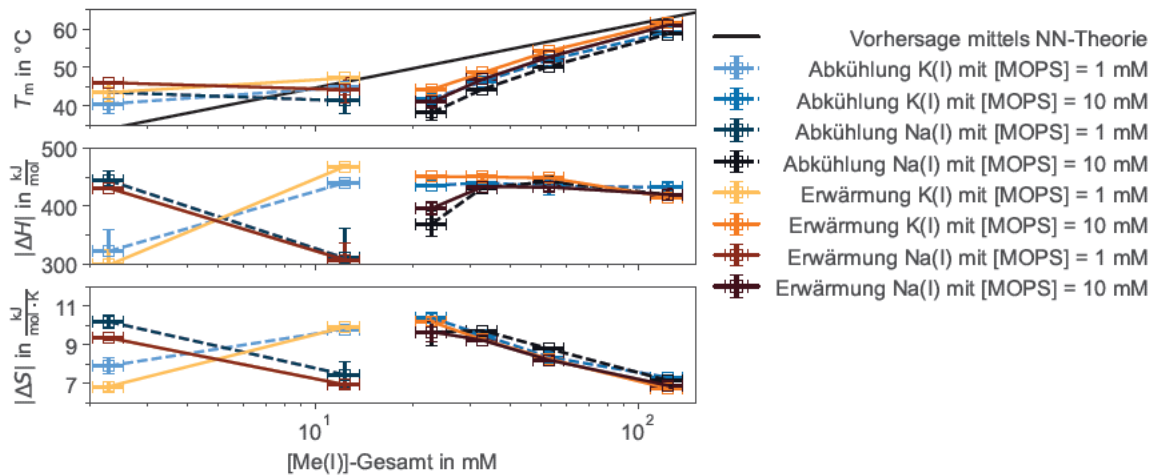 60
50
40
T_m in °C
500
400
300
|ΔH| in kJ/mol
11
9
7
|ΔS| in kJ/mol·K
10^1
10^2
[Me(I)]-Gesamt in mM
Vorhersage mittels NN-Theorie
Abkühlung K(I) mit [MOPS] = 1 mM
Abkühlung K(I) mit [MOPS] = 10 mM
Abkühlung Na(I) mit [MOPS] = 1 mM
Abkühlung Na(I) mit [MOPS] = 10 mM
Erwärmung K(I) mit [MOPS] = 1 mM
Erwärmung K(I) mit [MOPS] = 10 mM
Erwärmung Na(I) mit [MOPS] = 1 mM
Erwärmung Na(I) mit [MOPS] = 10 mM